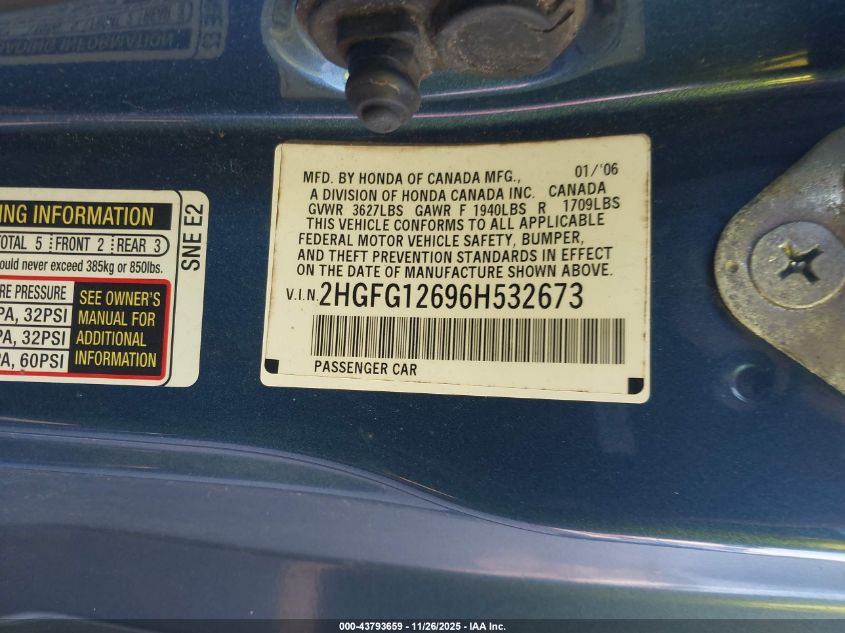 MFD. BY HONDA OF CANADA MFG., 01/'06
A DIVISION OF HONDA CANADA INC. CANADA
GVWR 3627LBS GAWR F 1940LBS R 1709LBS
THIS VEHICLE CONFORMS TO ALL APPLICABLE
FEDERAL MOTOR VEHICLE SAFETY, BUMPER,
AND THEFT PREVENTION STANDARDS IN EFFECT
ON THE DATE OF MANUFACTURE SHOWN ABOVE.
V.I.N. 2HGFG12696H532673
PASSENGER CAR
NG INFORMATION
TOTAL 5 FRONT 2 REAR 3
should never exceed 385kg or 850lbs.
RE PRESSURE
PA, 32PSI
PA, 32PSI
PA, 60PSI
SEE OWNER'S
MANUAL FOR
ADDITIONAL
INFORMATION
SNE E2
000-43793659 - 11/26/2025 - IAA Inc.